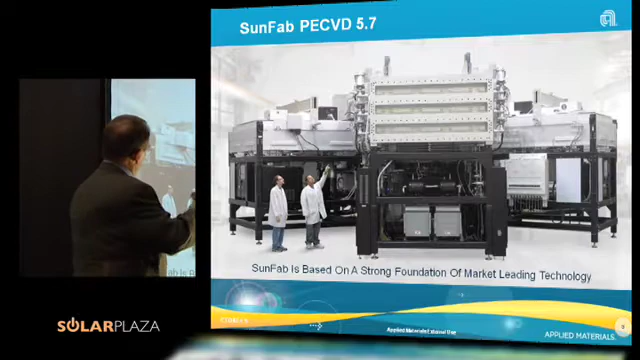 SunFab PECVD 5.7
SunFab Is Based On A Strong Foundation Of Market Leading Technology
Applied Materials External Use
APPLIED MATERIALS
SOLARPLAZA